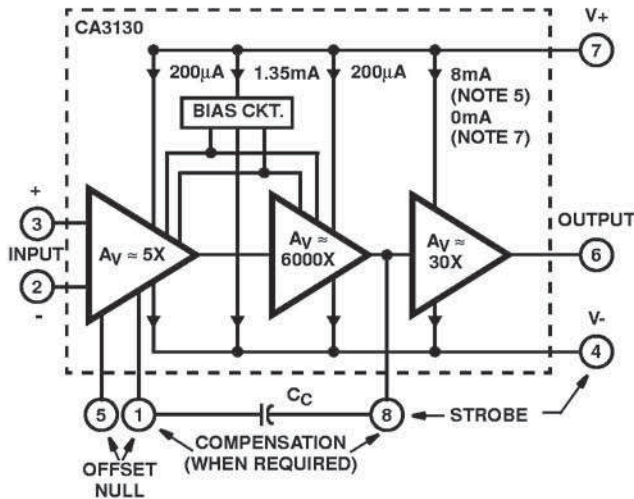 CA3130
V+
7
200µA
1.35mA
200µA
8mA
(NOTE 5)
0mA
(NOTE 7)
BIAS CKT.
+
3
INPUT
2
-
AV ≈ 5X
AV ≈
6000X
AV ≈
30X
OUTPUT
6
V-
4
5
1
CC
8
STROBE
OFFSET
NULL
COMPENSATION
(WHEN REQUIRED)